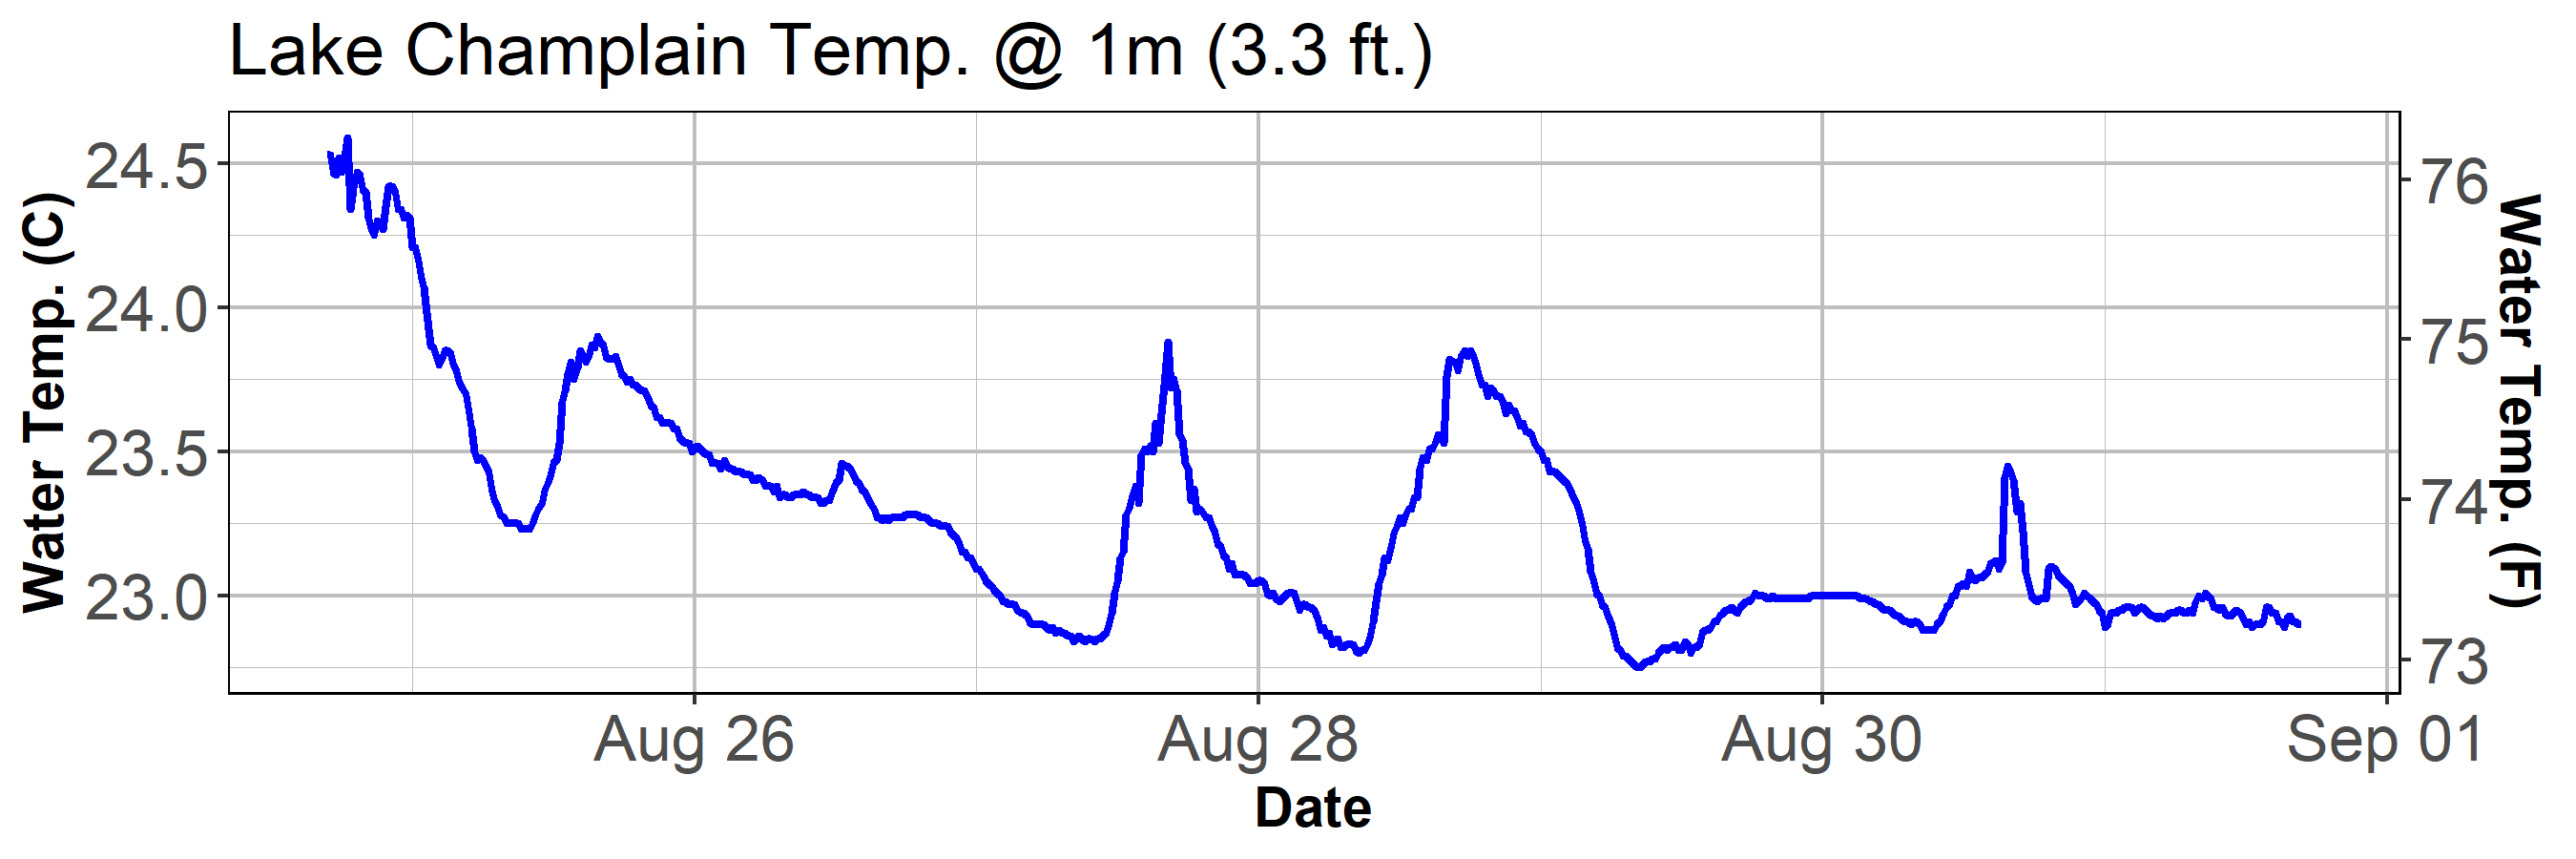 Lake Champlain Temp. @ 1m (3.3 ft.)
Water Temp. (C)
24.5
24.0
23.5
23.0
76
75
74
73
Water Temp. (F)
Aug 26 Aug 28 Aug 30 Sep 01
Date